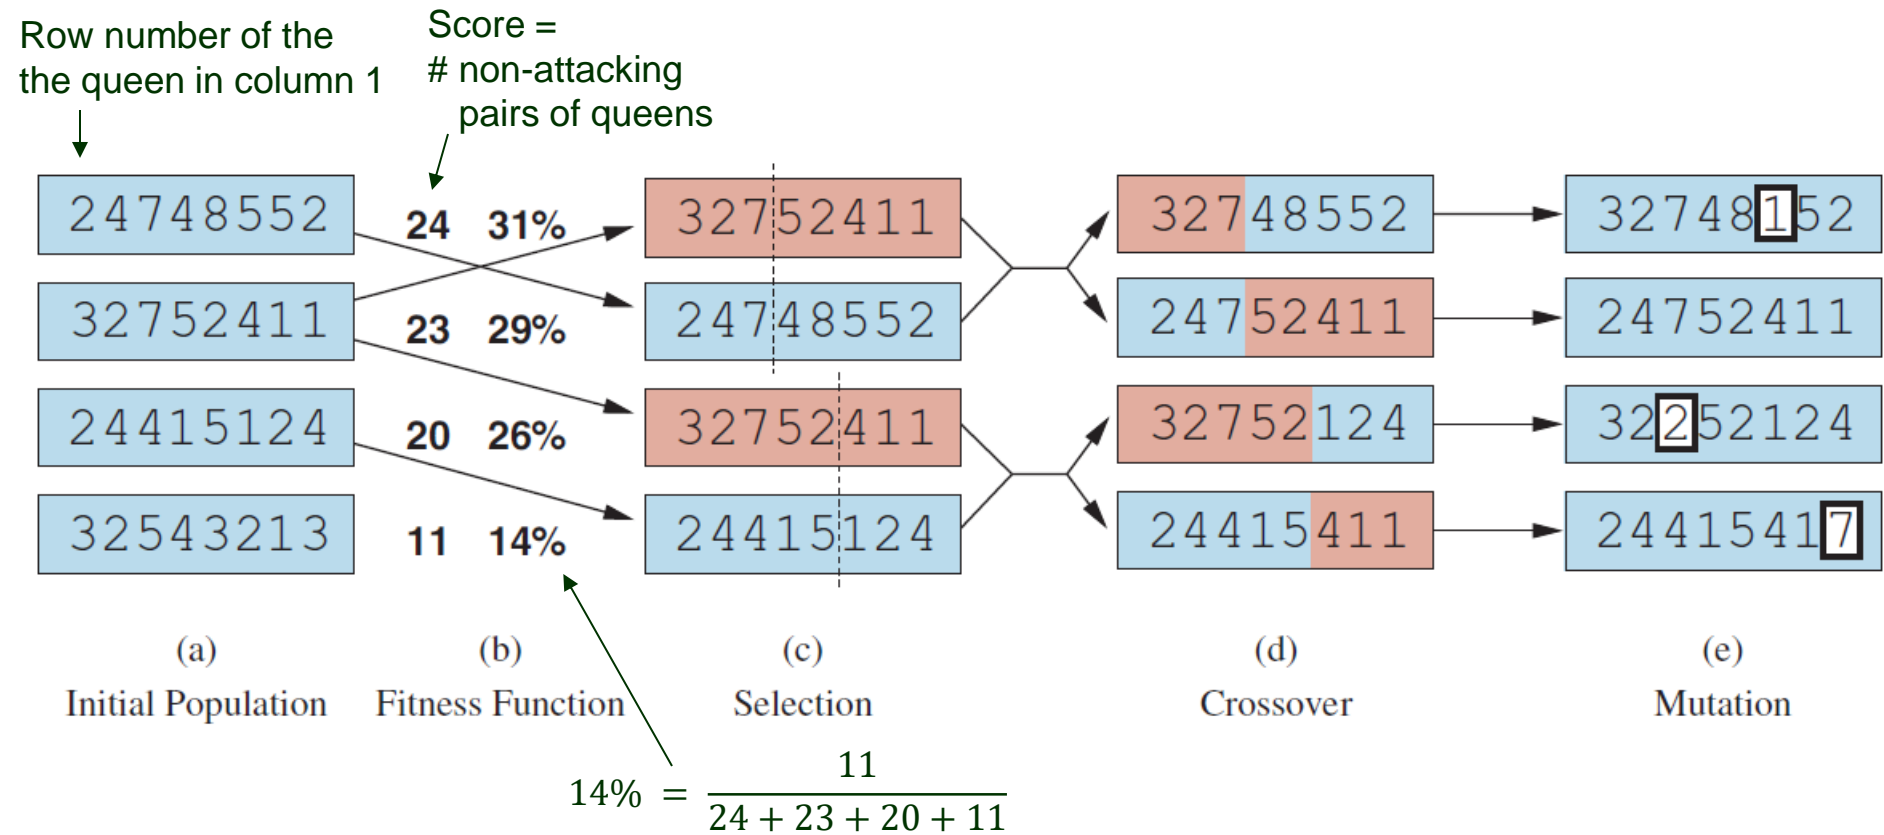 Row number of the
the queen in column 1
Score =
# non-attacking
pairs of queens
24748552
32752411
24415124
32543213
24 31%
23 29%
20 26%
11 14%
32752411
24748552
32752411
24415124
32748552
24752411
32752124
24415411
32748152
24752411
32252124
24415417
(a)
Initial Population
(b)
Fitness Function
(c)
Selection
(d)
Crossover
(e)
Mutation
11
14% =
24 + 23 + 20 + 11